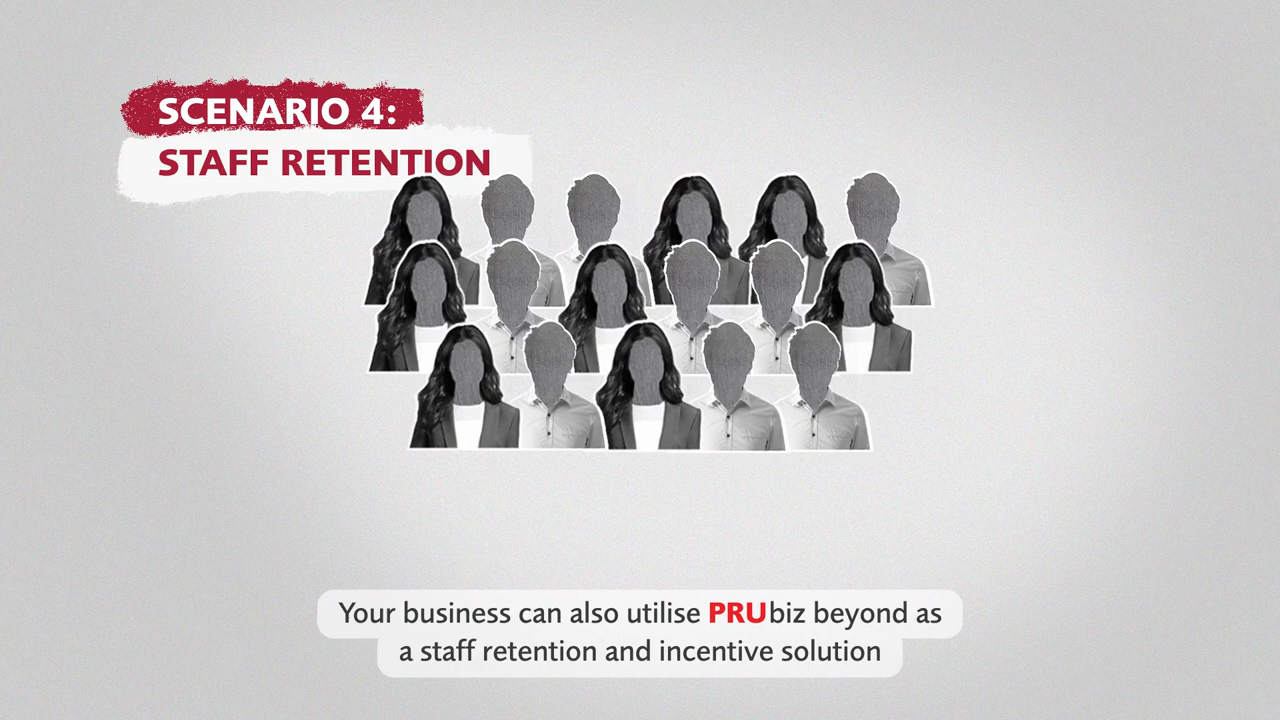 SCENARIO 4:
STAFF RETENTION
Your business can also utilise PRUbiz beyond as
a staff retention and incentive solution